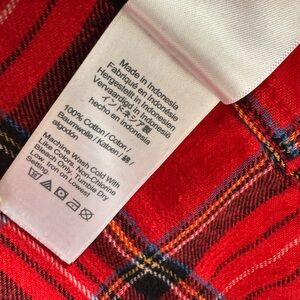 Made in Indonesia
Fabriqué en Indonésie
Hergestellt in Indonesien
Vervaardigd in Indonesië
インドネシア製
hecho en Indonesia
100% Cotton / Coton /
Baumwolle / Katoen / 綿 /
algodón
Machine Wash Cold With
Like Colors, Non-Chlorine
Bleach Only, Tumble Dry
Low, Iron on Lowest
Setting